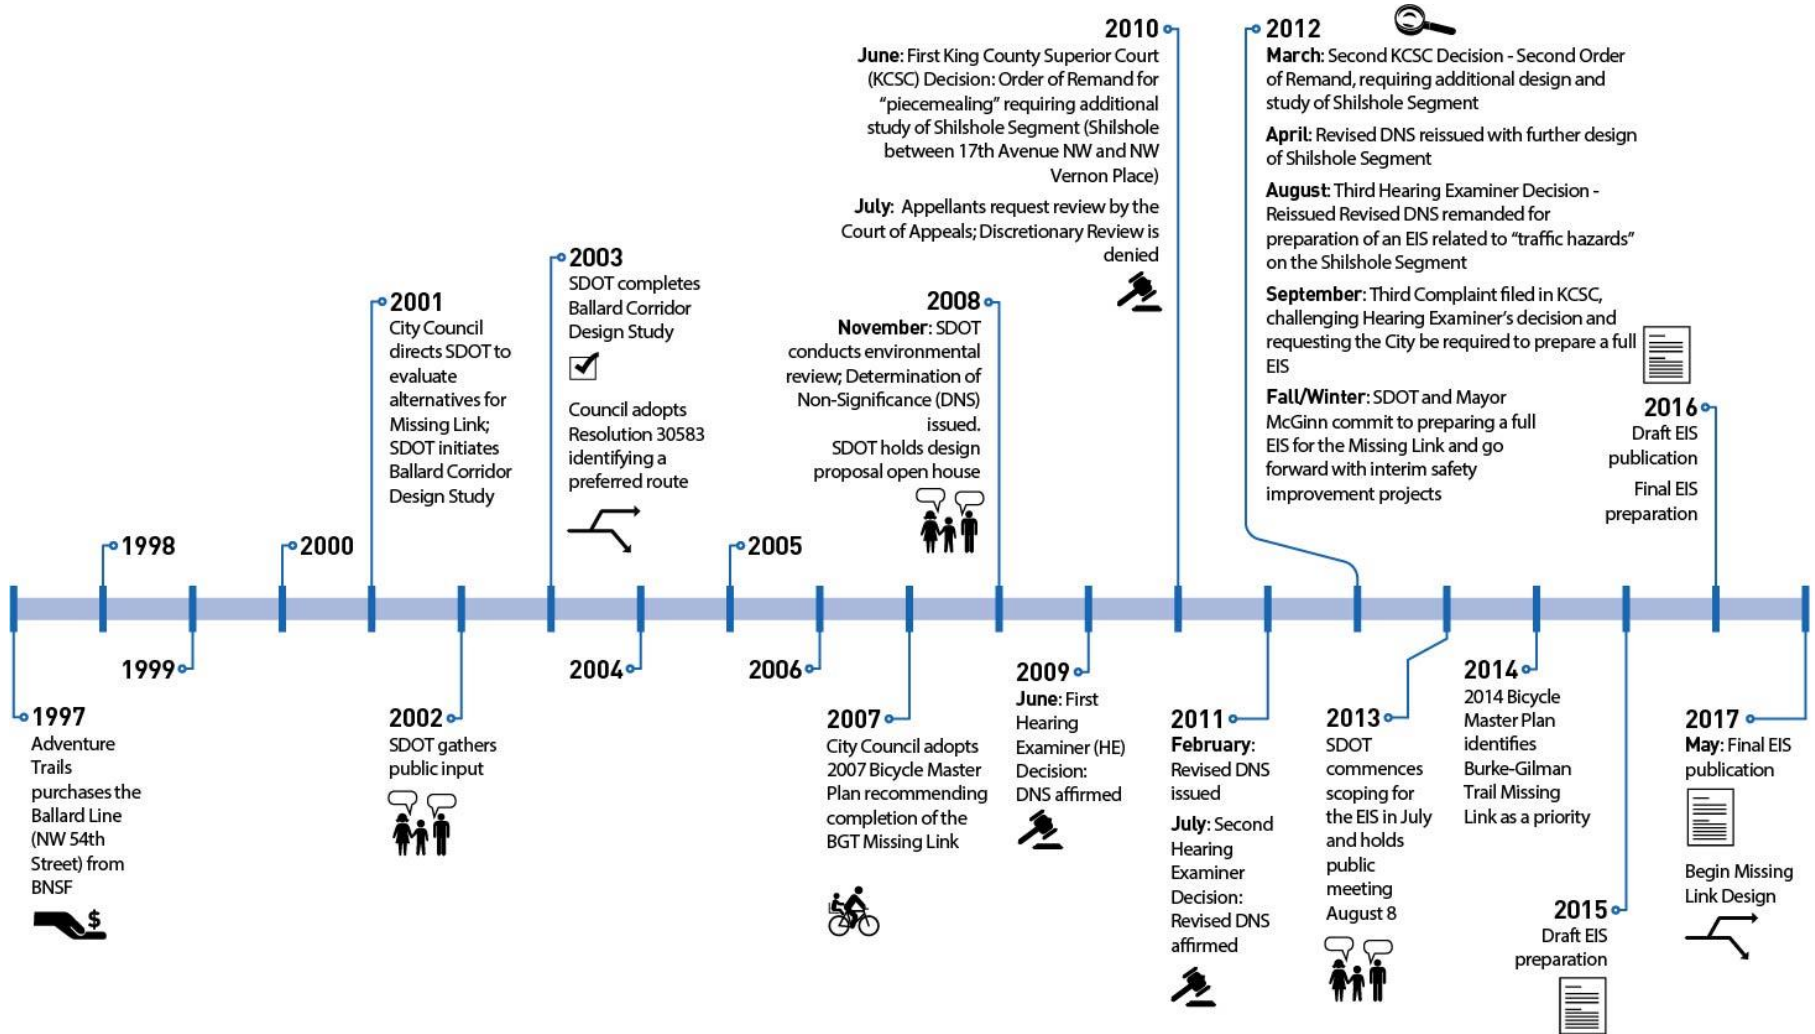 1997
Adventure
Trails
purchases the
Ballard Line
(NW 54th
Street) from
BNSF
$
1998
1999
2000
2001
City Council
directs SDOT to
evaluate
alternatives for
Missing Link;
SDOT initiates
Ballard Corridor
Design Study
2002
SDOT gathers
public input
2003
SDOT completes
Ballard Corridor
Design Study
Council adopts
Resolution 30583
identifying a
preferred route
2004
2005
2006
2007
City Council adopts
2007 Bicycle Master
Plan recommending
completion of the
BGT Missing Link
2008
November: SDOT
conducts environmental
review; Determination of
Non-Significance (DNS)
issued.
SDOT holds design
proposal open house
2009
June: First
Hearing
Examiner (HE)
Decision:
DNS affirmed
2010
June: First King County Superior Court
(KCSC) Decision: Order of Remand for
“piecemealing” requiring additional
study of Shilshole Segment (Shilshole
between 17th Avenue NW and NW
Vernon Place)
July: Appellants request review by the
Court of Appeals; Discretionary Review is
denied
2011
February:
Revised DNS
issued
July: Second
Hearing
Examiner
Decision:
Revised DNS
affirmed
2012
March: Second KCSC Decision - Second Order
of Remand, requiring additional design and
study of Shilshole Segment
April: Revised DNS reissued with further design
of Shilshole Segment
August: Third Hearing Examiner Decision -
Reissued Revised DNS remanded for
preparation of an EIS related to “traffic hazards”
on the Shilshole Segment
September: Third Complaint filed in KCSC,
challenging Hearing Examiner’s decision and
requesting the City be required to prepare a full
EIS
Fall/Winter: SDOT and Mayor
McGinn commit to preparing a full
EIS for the Missing Link and go
forward with interim safety
improvement projects
2013
SDOT
commences
scoping for
the EIS in July
and holds
public
meeting
August 8
2014
2014 Bicycle
Master Plan
identifies
Burke-Gilman
Trail Missing
Link as a priority
2015
Draft EIS
preparation
2016
Draft EIS
publication
Final EIS
preparation
2017
May: Final EIS
publication
Begin Missing
Link Design